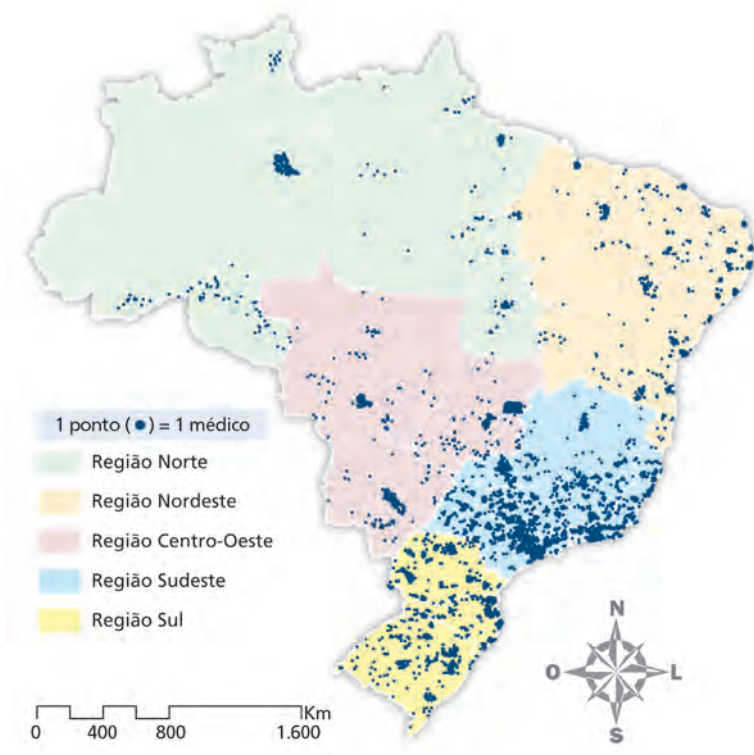 1 ponto (●) = 1 médico
Região Norte
Região Nordeste
Região Centro-Oeste
Região Sudeste
Região Sul
N
O L
S
Km
0 400 800 1.600